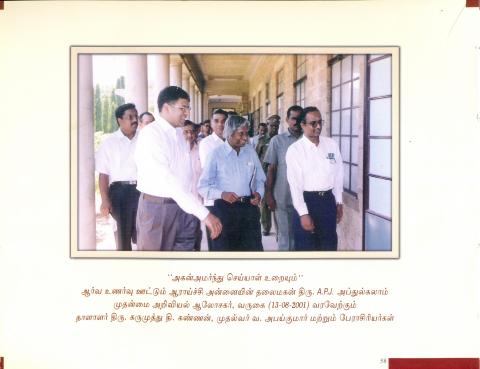 "அகன்அமர்ந்து செய்யாள் உறையும்"
ஆர்வ உணர்வு ஊட்டும் ஆராய்ச்சி அன்னையின் தலைமகன் திரு. A.P.J. அப்துல்கலாம்
முதன்மை அறிவியல் ஆலோசகர், வருகை (13-08-2001) வரவேற்கும்
தாளாளர் திரு. கருமுத்து தி. கண்ணன், முதல்வர் வ. அபய்குமார் மற்றும் பேராசிரியர்கள்
58